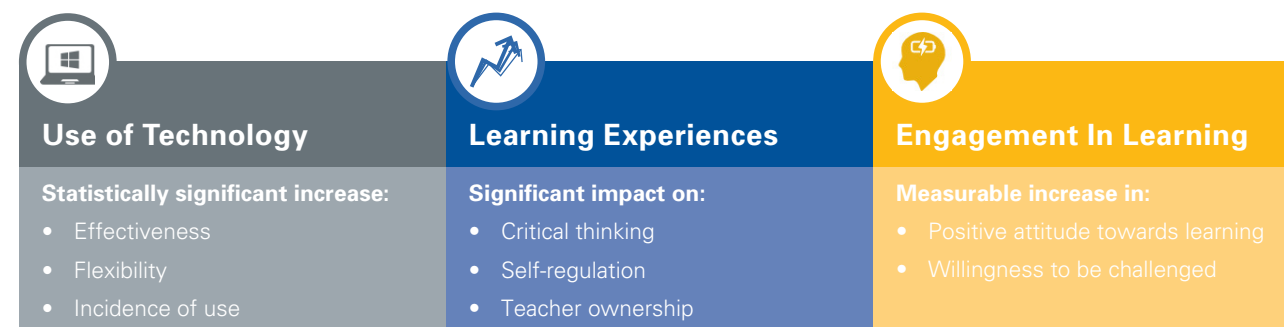 Use of Technology
Statistically significant increase:
• Effectiveness
• Flexibility
• Incidence of use
Learning Experiences
Significant impact on:
• Critical thinking
• Self-regulation
• Teacher ownership
Engagement In Learning
Measurable increase in:
• Positive attitude towards learning
• Willingness to be challenged